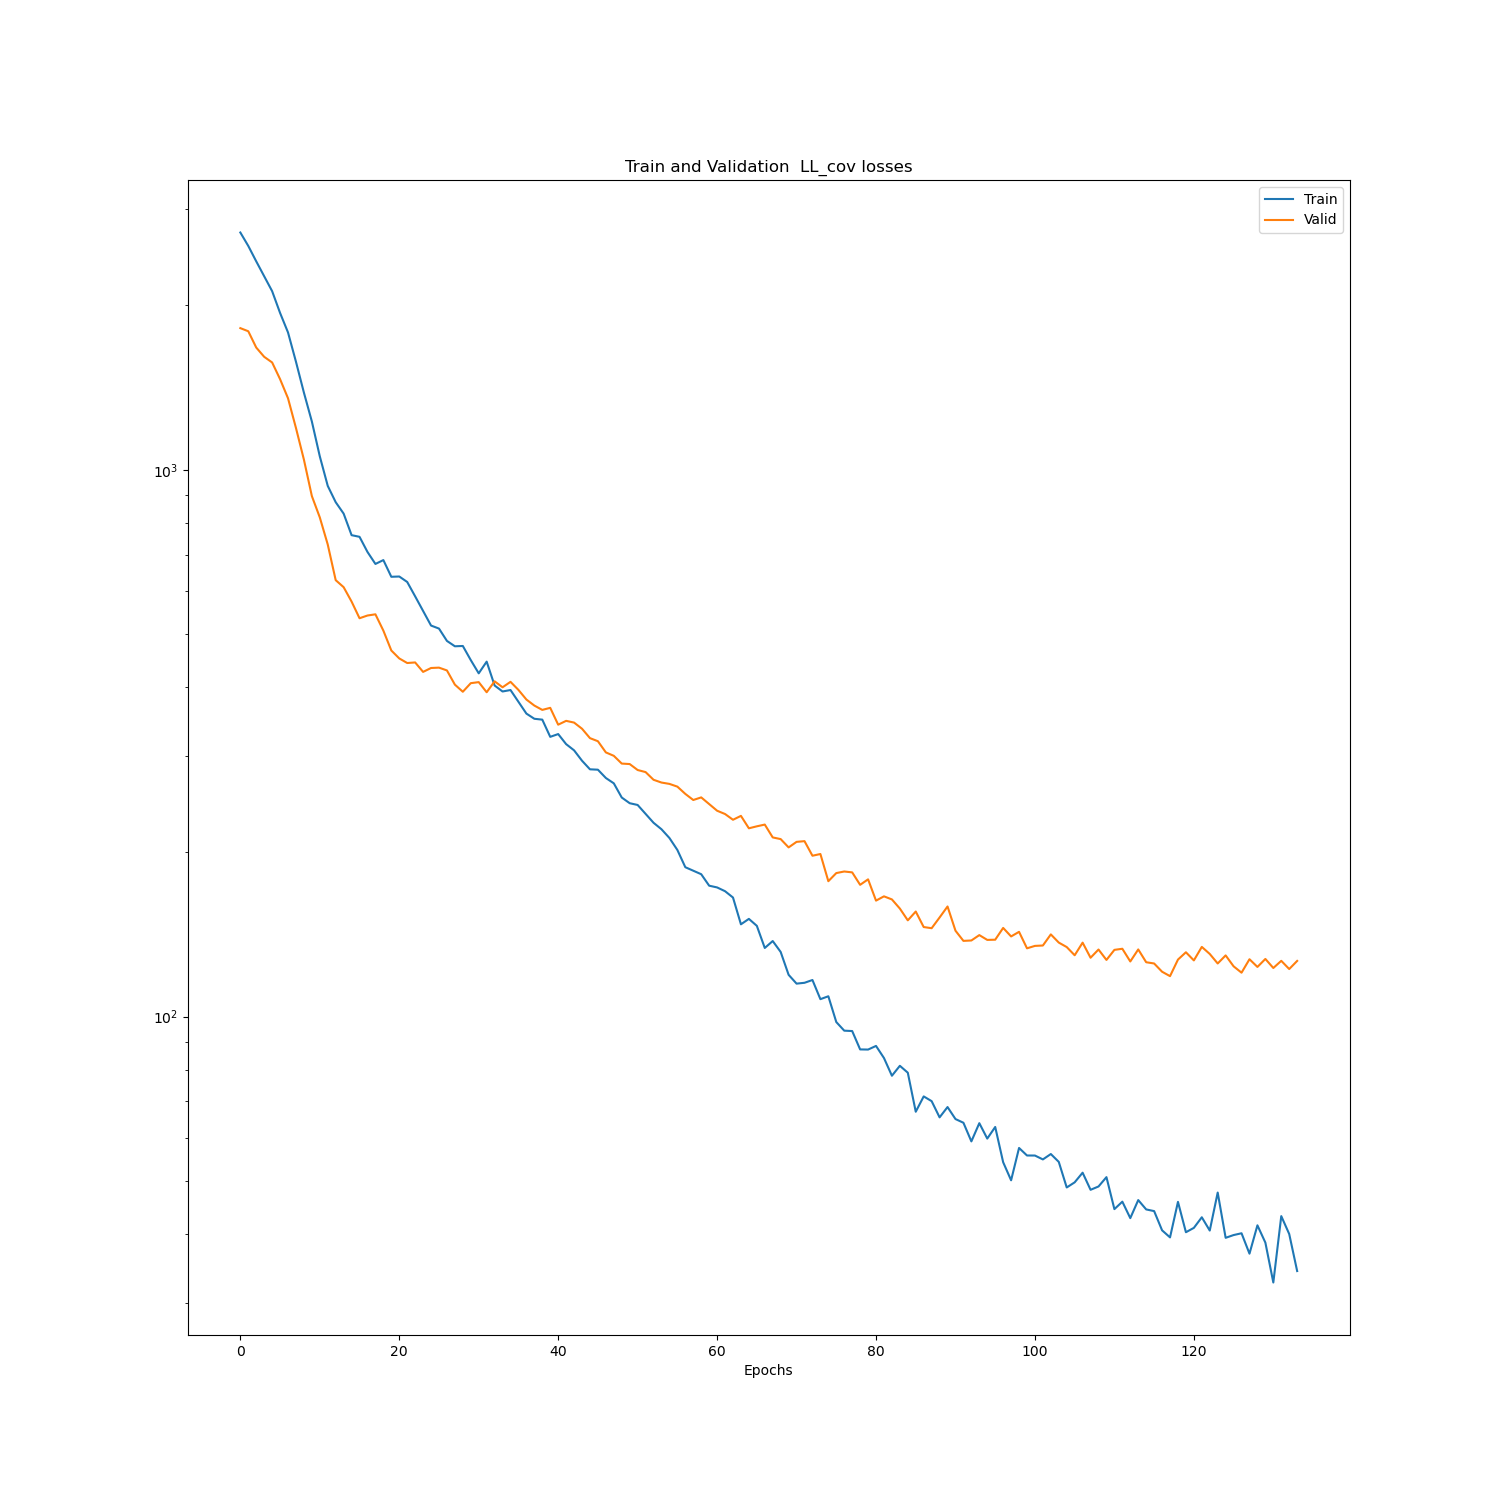 Train and Validation  LL_cov losses
Train
Valid
10³
10²
0 20 40 60 80 100 120
Epochs